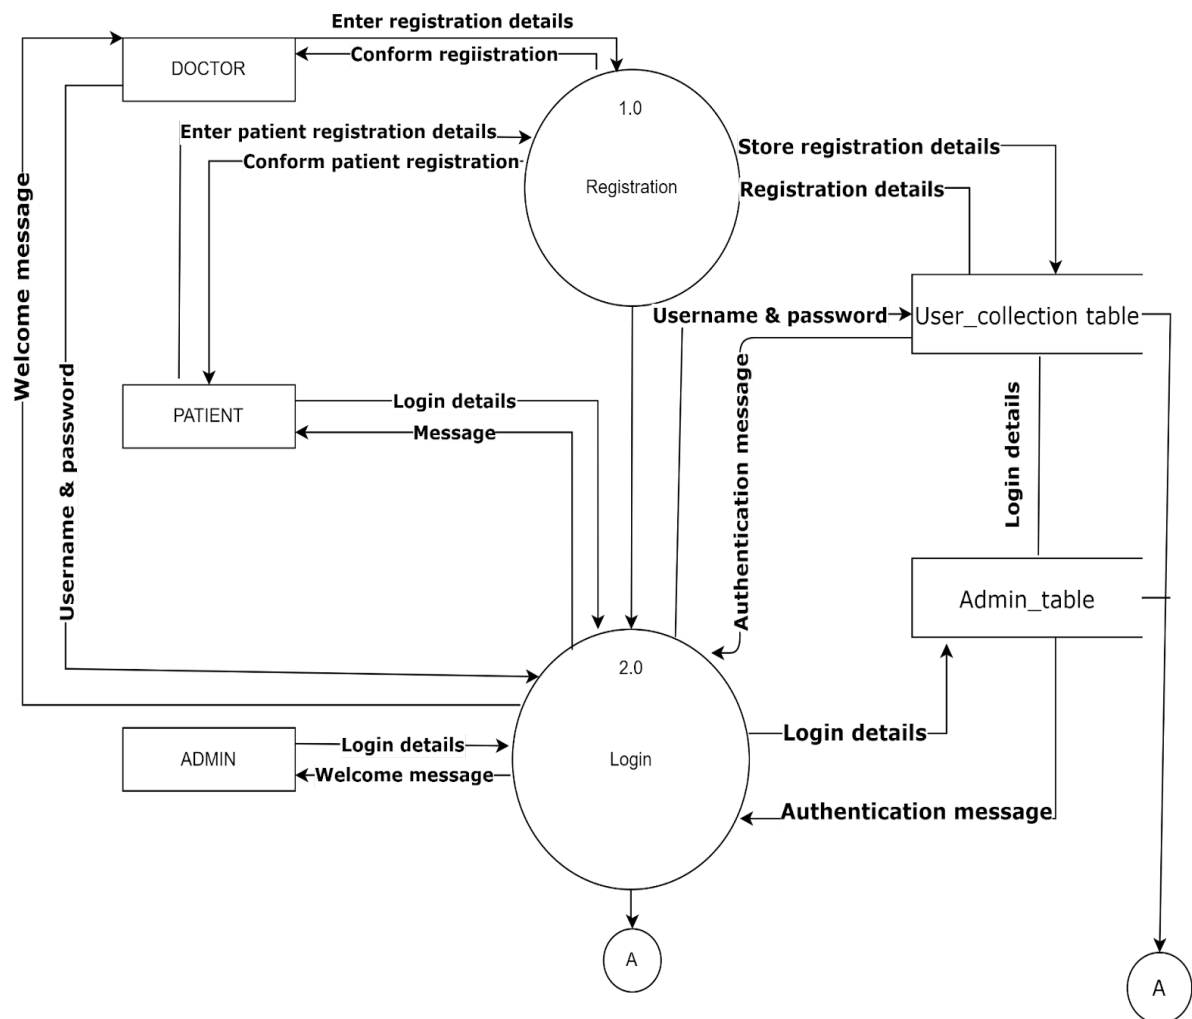 Enter registration details
Conform regiistration
DOCTOR
1.0
Enter patient registration details
Conform patient registration
Store registration details
Registration
Registration details
Welcome message
Username & password
Username & password
User_collection table
Authentication message
Login details
PATIENT
Login details
Message
Admin_table
2.0
ADMIN
Login details
Welcome message
Login
Login details
Authentication message
A
A